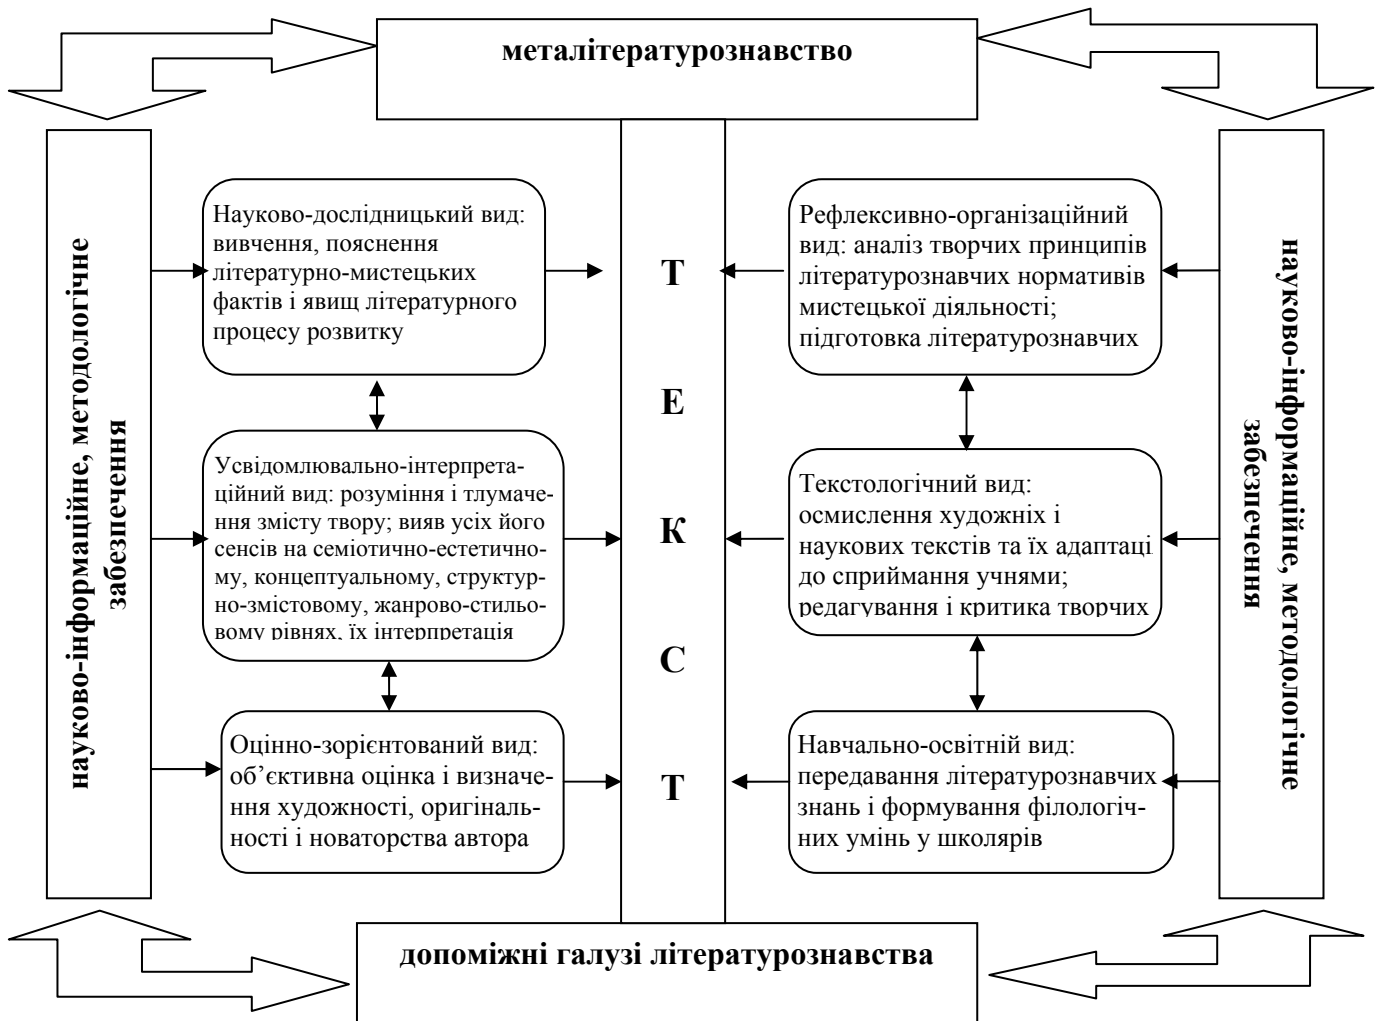 металітературознавство
науково-інформаційне, методологічне
забезпечення
Науково-дослідницький вид:
вивчення, пояснення
літературно-мистецьких
фактів і явищ літературного
процесу розвитку
Усвідомлювально-інтерпрета-
ційний вид: розуміння і тлумаче-
ння змісту твору; вияв усіх його
сенсів на семіотично-естетично-
му, концептуальному, структур-
но-змістовому, жанрово-стильо-
вому рівнях, їх інтерпретація
Оцінно-зорієнтований вид:
об’єктивна оцінка і визначе-
ння художності, оригіналь-
ності і новаторства автора
Т
Е
К
С
Т
Рефлексивно-організаційний
вид: аналіз творчих принципів
літературознавчих нормативів
мистецької діяльності;
підготовка літературознавчих
Текстологічний вид:
осмислення художніх і
наукових текстів та їх адаптаці
до сприймання учнями;
редагування і критика творчих
Навчально-освітній вид:
передавання літературознавчих
знань і формування філологіч-
них умінь у школярів
науково-інформаційне, методологічне
забезпечення
допоміжні галузі літературознавства